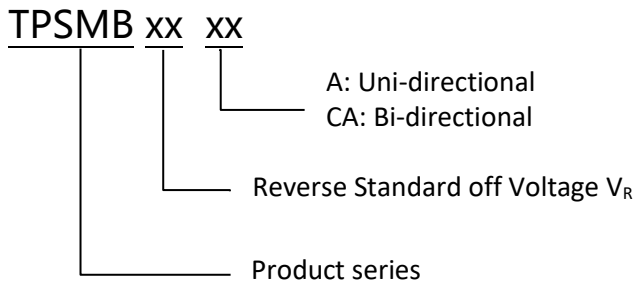 TPSMB xx xx
A: Uni-directional
CA: Bi-directional
Reverse Standard off Voltage VR
Product series